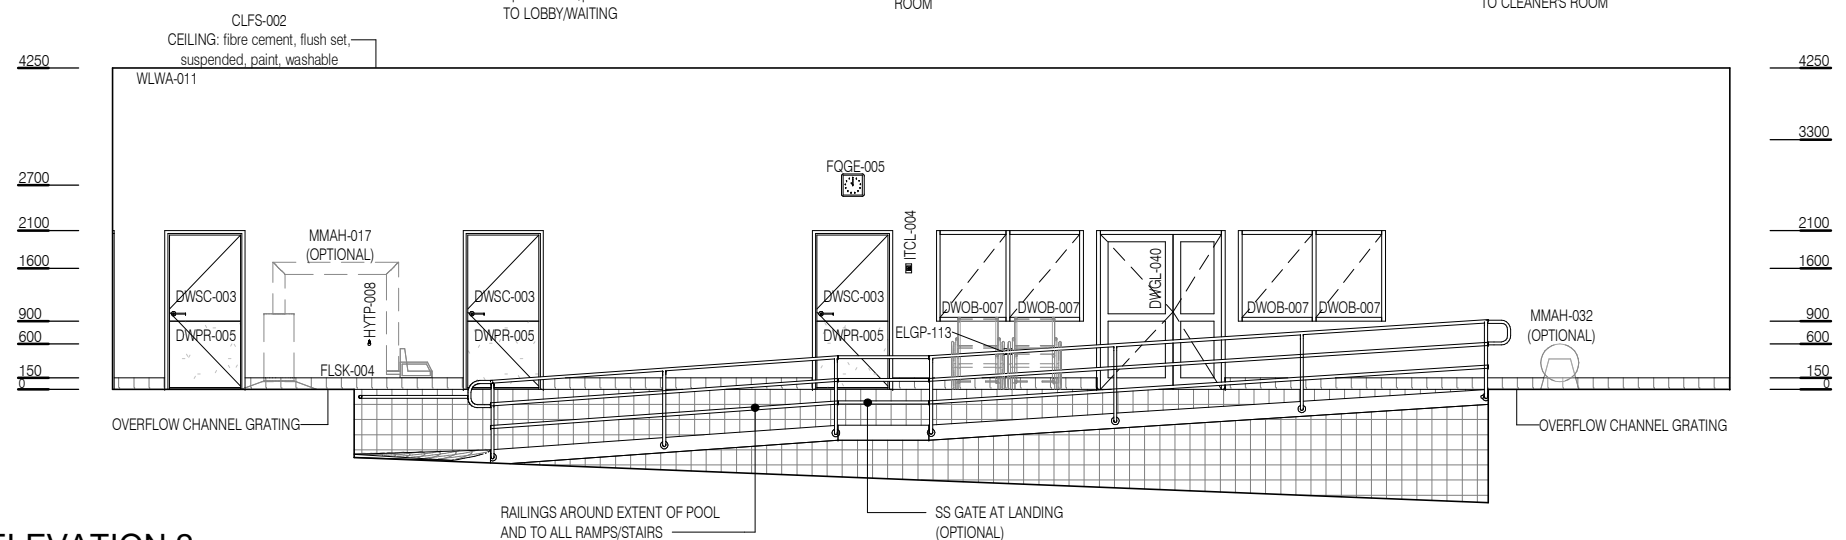 TO LOBBY/WAITING
ROOM
TO CLEANER'S ROOM
CLFS-002
CEILING: fibre cement, flush set,
suspended, paint, washable
4250
4250
WLWA-011
3300
FQGE-005
2700
2100
2100
MMAH-017
(OPTIONAL)
ITCL-004
1600
1600
HYTP-008
DWGL-040
DWSC-003
DWSC-003
DWSC-003
DWOB-007
DWOB-007
DWOB-007
DWOB-007
900
900
MMAH-032
(OPTIONAL)
DWPR-005
DWPR-005
DWPR-005
ELGP-113
600
600
FLSK-004
150
150
0
0
OVERFLOW CHANNEL GRATING
OVERFLOW CHANNEL GRATING
RAILINGS AROUND EXTENT OF POOL
AND TO ALL RAMPS/STAIRS
SS GATE AT LANDING
(OPTIONAL)